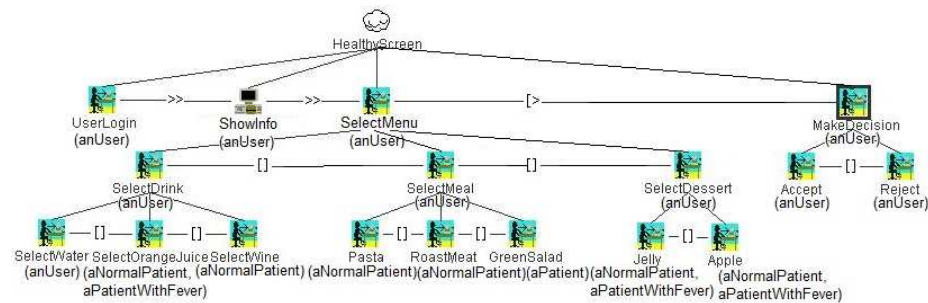 HealthyScreen
>> >> [>
UserLogin ShowInfo SelectMenu MakeDecision
(anUser) (anUser) (anUser) (anUser)
[] [] []
SelectDrink SelectMeal SelectDessert Accept Reject
(anUser) (anUser) (anUser) (anUser) (anUser)
[] [] [] [] []
SelectWater SelectOrangeJuice SelectWine Pasta RoastMeat GreenSalad Jelly Apple
(anUser) (aNormalPatient, (aNormalPatient) (aNormalPatient) (aNormalPatient) (aPatient) (aNormalPatient, (aNormalPatient,
aPatientWithFever) aPatientWithFever) aPatientWithFever)